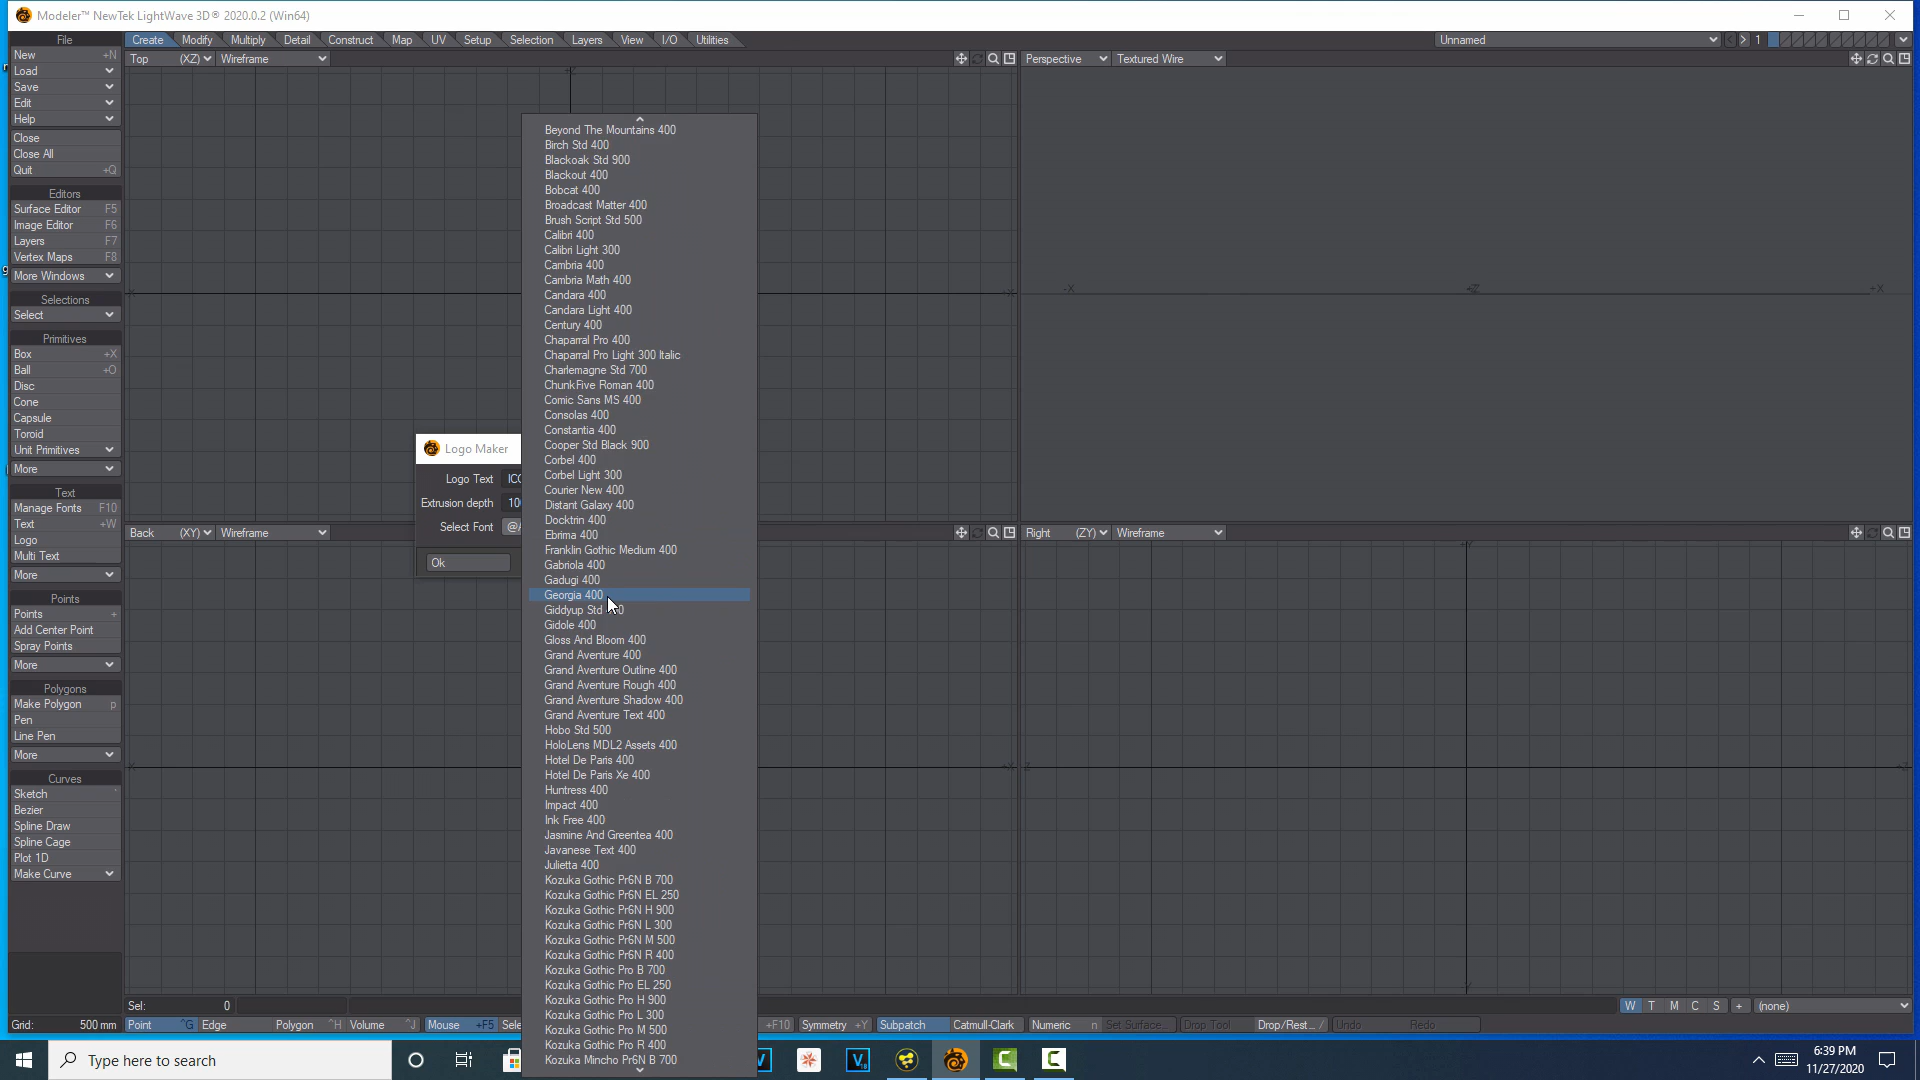 Modeler™ NewTek LightWave 3D® 2020.0.2 (Win64)
File
Create Modify Multiply Detail Construct Map UV Setup Selection Layers View I/O Utilities
Unnamed
1
New +N
Load
Save
Edit
Help
Close
Close All
Quit +Q
Editors
Surface Editor F5
Image Editor F6
Layers F7
Vertex Maps F8
More Windows
Selections
Select
Primitives
Box +X
Ball +O
Disc
Cone
Capsule
Toroid
Unit Primitives
More
Text
Manage Fonts F10
Text +W
Logo
Multi Text
More
Points
Points +
Add Center Point
Spray Points
More
Polygons
Make Polygon p
Pen
Line Pen
More
Curves
Sketch
Bezier
Spline Draw
Spline Cage
Plot 1D
Make Curve
Top (XZ) Wireframe
Perspective Textured Wire
-X
+X
Back (XY) Wireframe
Right (ZY) Wireframe
Logo Maker
Logo Text
Extrusion depth
Select Font
Ok
Beyond The Mountains 400
Birch Std 400
Blackoak Std 900
Blackout 400
Bobcat 400
Broadcast Matter 400
Brush Script Std 500
Calibri 400
Calibri Light 300
Cambria 400
Cambria Math 400
Candara 400
Candara Light 400
Century 400
Chaparral Pro 400
Chaparral Pro Light 300 Italic
Charlemagne Std 700
ChunkFive Roman 400
Comic Sans MS 400
Consolas 400
Constantia 400
Cooper Std Black 900
Corbel 400
Corbel Light 300
Courier New 400
Distant Galaxy 400
Docktrin 400
Ebrima 400
Franklin Gothic Medium 400
Gabriola 400
Gadugi 400
Georgia 400
Giddyup Std
Gidole 400
Gloss And Bloom 400
Grand Aventure 400
Grand Aventure Outline 400
Grand Aventure Rough 400
Grand Aventure Shadow 400
Grand Aventure Text 400
Hobo Std 500
HoloLens MDL2 Assets 400
Hotel De Paris 400
Hotel De Paris Xe 400
Huntress 400
Impact 400
Ink Free 400
Jasmine And Greentea 400
Javanese Text 400
Julietta 400
Kozuka Gothic Pr6N B 700
Kozuka Gothic Pr6N EL 250
Kozuka Gothic Pr6N H 900
Kozuka Gothic Pr6N L 300
Kozuka Gothic Pr6N M 500
Kozuka Gothic Pr6N R 400
Kozuka Gothic Pro B 700
Kozuka Gothic Pro EL 250
Kozuka Gothic Pro H 900
Kozuka Gothic Pro L 300
Kozuka Gothic Pro M 500
Kozuka Gothic Pro R 400
Kozuka Mincho Pr6N B 700
Sel: 0
W T M C S + (none)
Grid: 500 mm Point ^G Edge Polygon ^H Volume ^J Mouse +F5 +F10 Symmetry +Y Subpatch Catmull-Clark Numeric n Set Surface... Drop Tool Drop/Rest... / Undo Redo
Type here to search
6:39 PM
11/27/2020